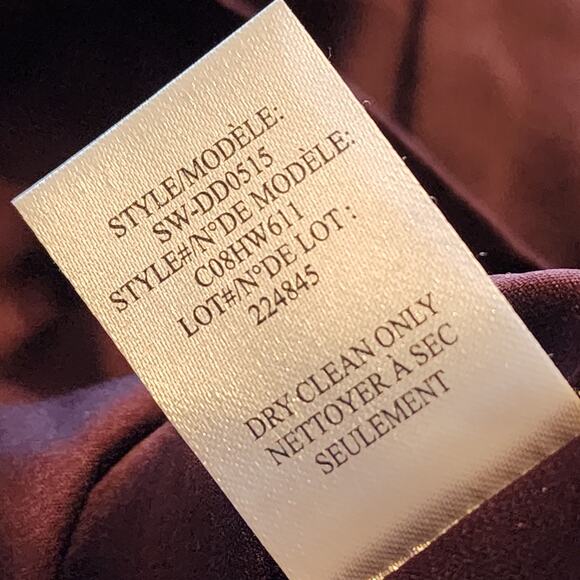 STYLE/MODÈLE:
SW-DD0515
STYLE#/N°DE MODÈLE:
C08HW611
LOT#/N°DE LOT :
224845
DRY CLEAN ONLY
NETTOYER À SEC
SEULEMENT